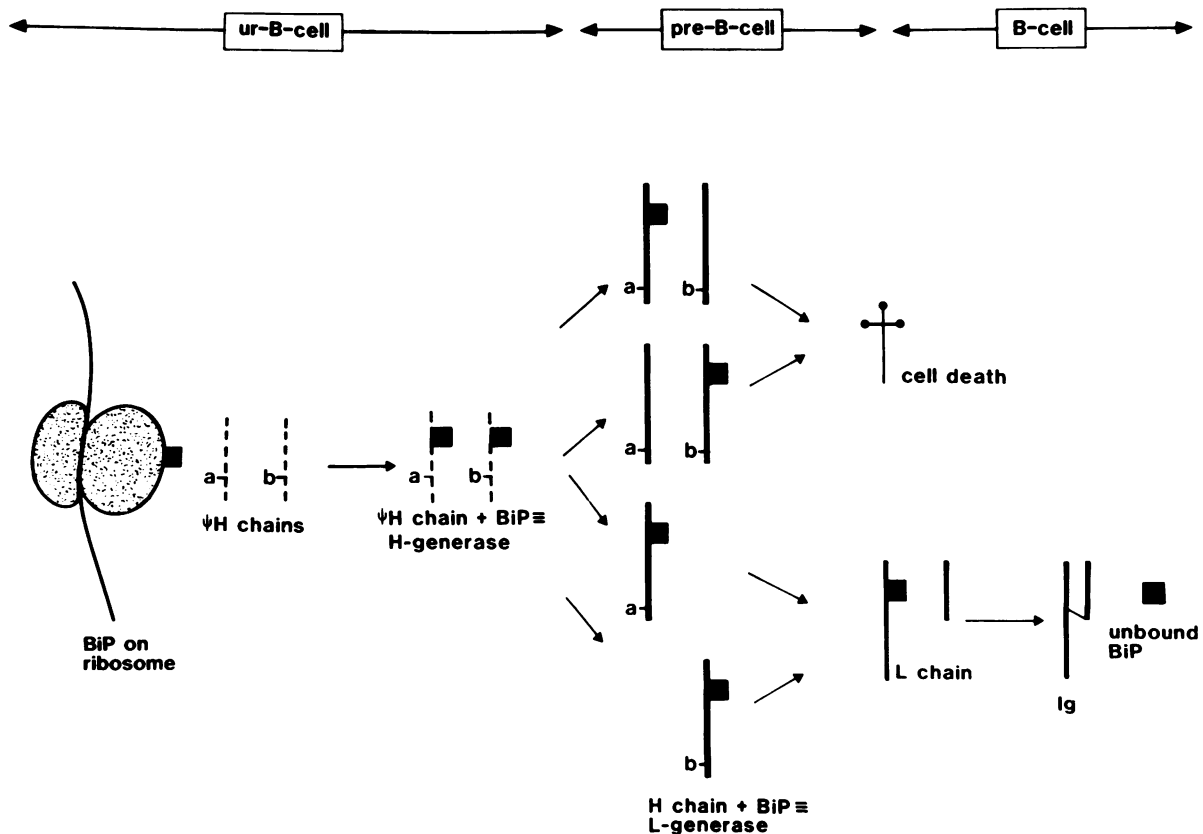 ur-B-cell
pre-B-cell
B-cell
a
b
a
b
cell death
a
b
a
b
ψH chains
ψH chain + BiP≡
H-generase
a
BiP on
ribosome
L chain
unbound
BiP
Ig
b
H chain + BiP≡
L-generase